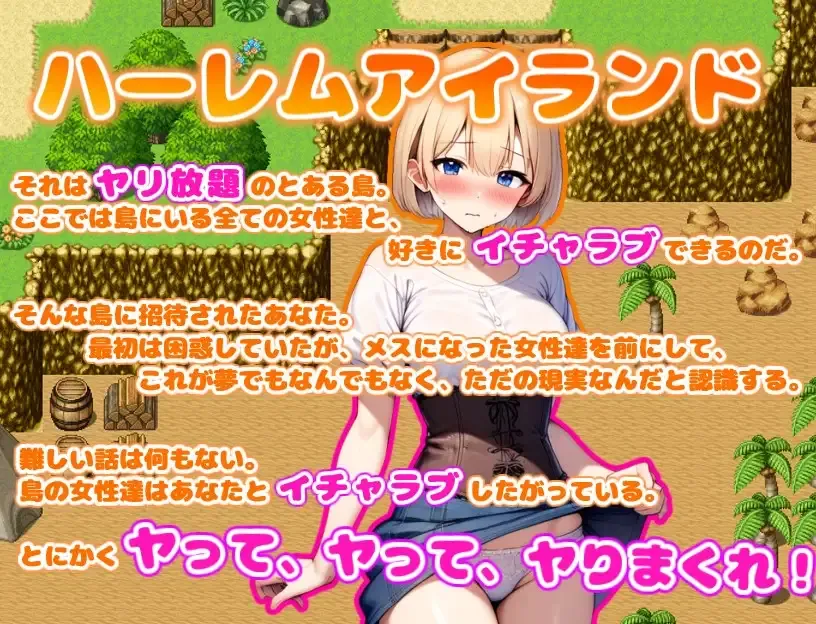 ハーレムアイランド
それは ヤリ放題 のとある島。
ここでは島にいる全ての女性達と、
好きに イチャラブ できるのだ。
そんな島に招待されたあなた。
最初は困惑していたが、メスになった女性達を前にして、
これが夢でもなんでもなく、ただの現実なんだと認識する。
難しい話は何もない。
島の女性達はあなたと イチャラブ したがっている。
とにかく ヤって、ヤって、ヤりまくれ！